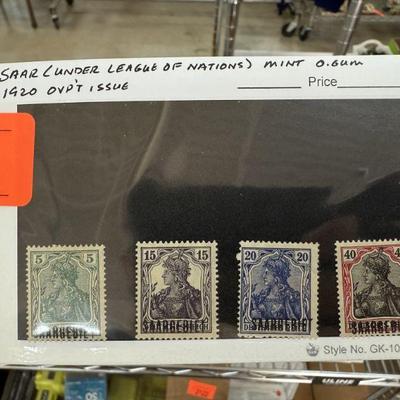 SAAR (UNDER LEAGUE OF NATIONS) MINT O.GUM
1920 OVP'T ISSUE
Price
5 5
SAARGEBIET
15 15
SAARGEBIET
20 20
SAARGEBIET
40
SAARGEBIET
Style No. GK-10
ULINE